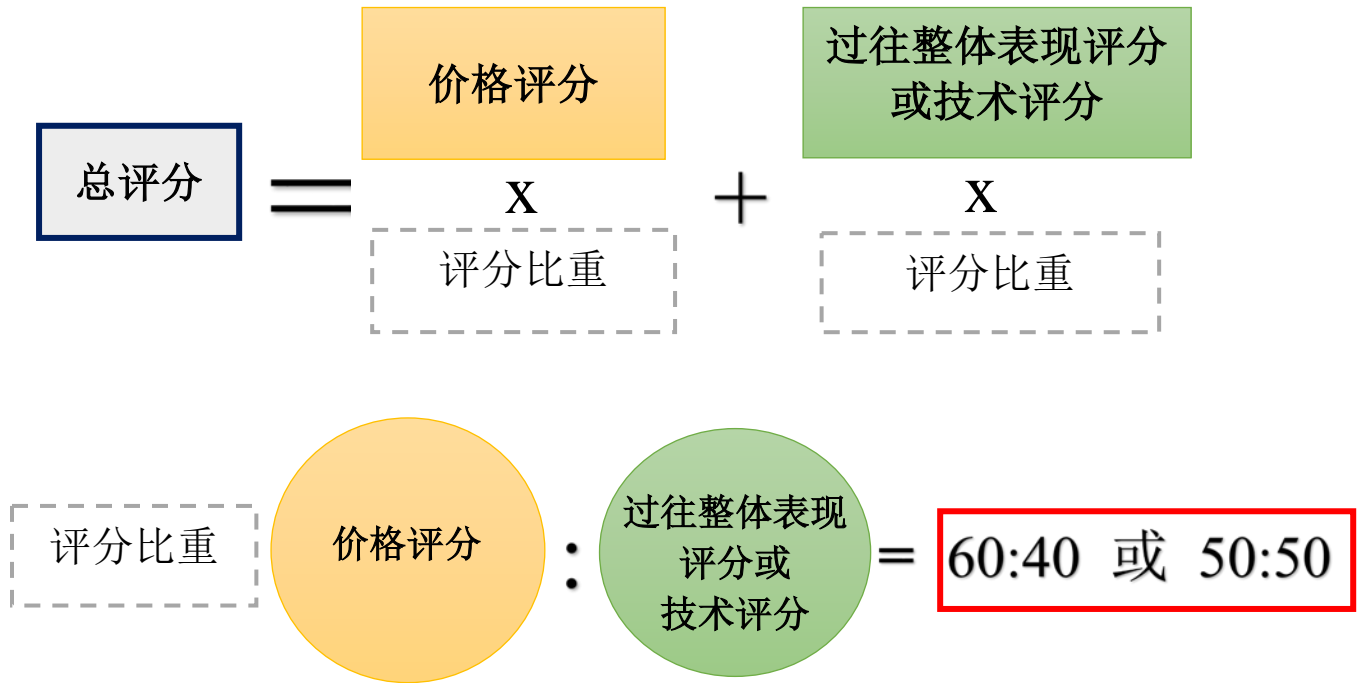 价格评分
过往整体表现评分
或技术评分
总评分
=
x
+
x
评分比重
评分比重
评分比重
价格评分
:
过往整体表现
评分或
技术评分
=
60:40 或 50:50